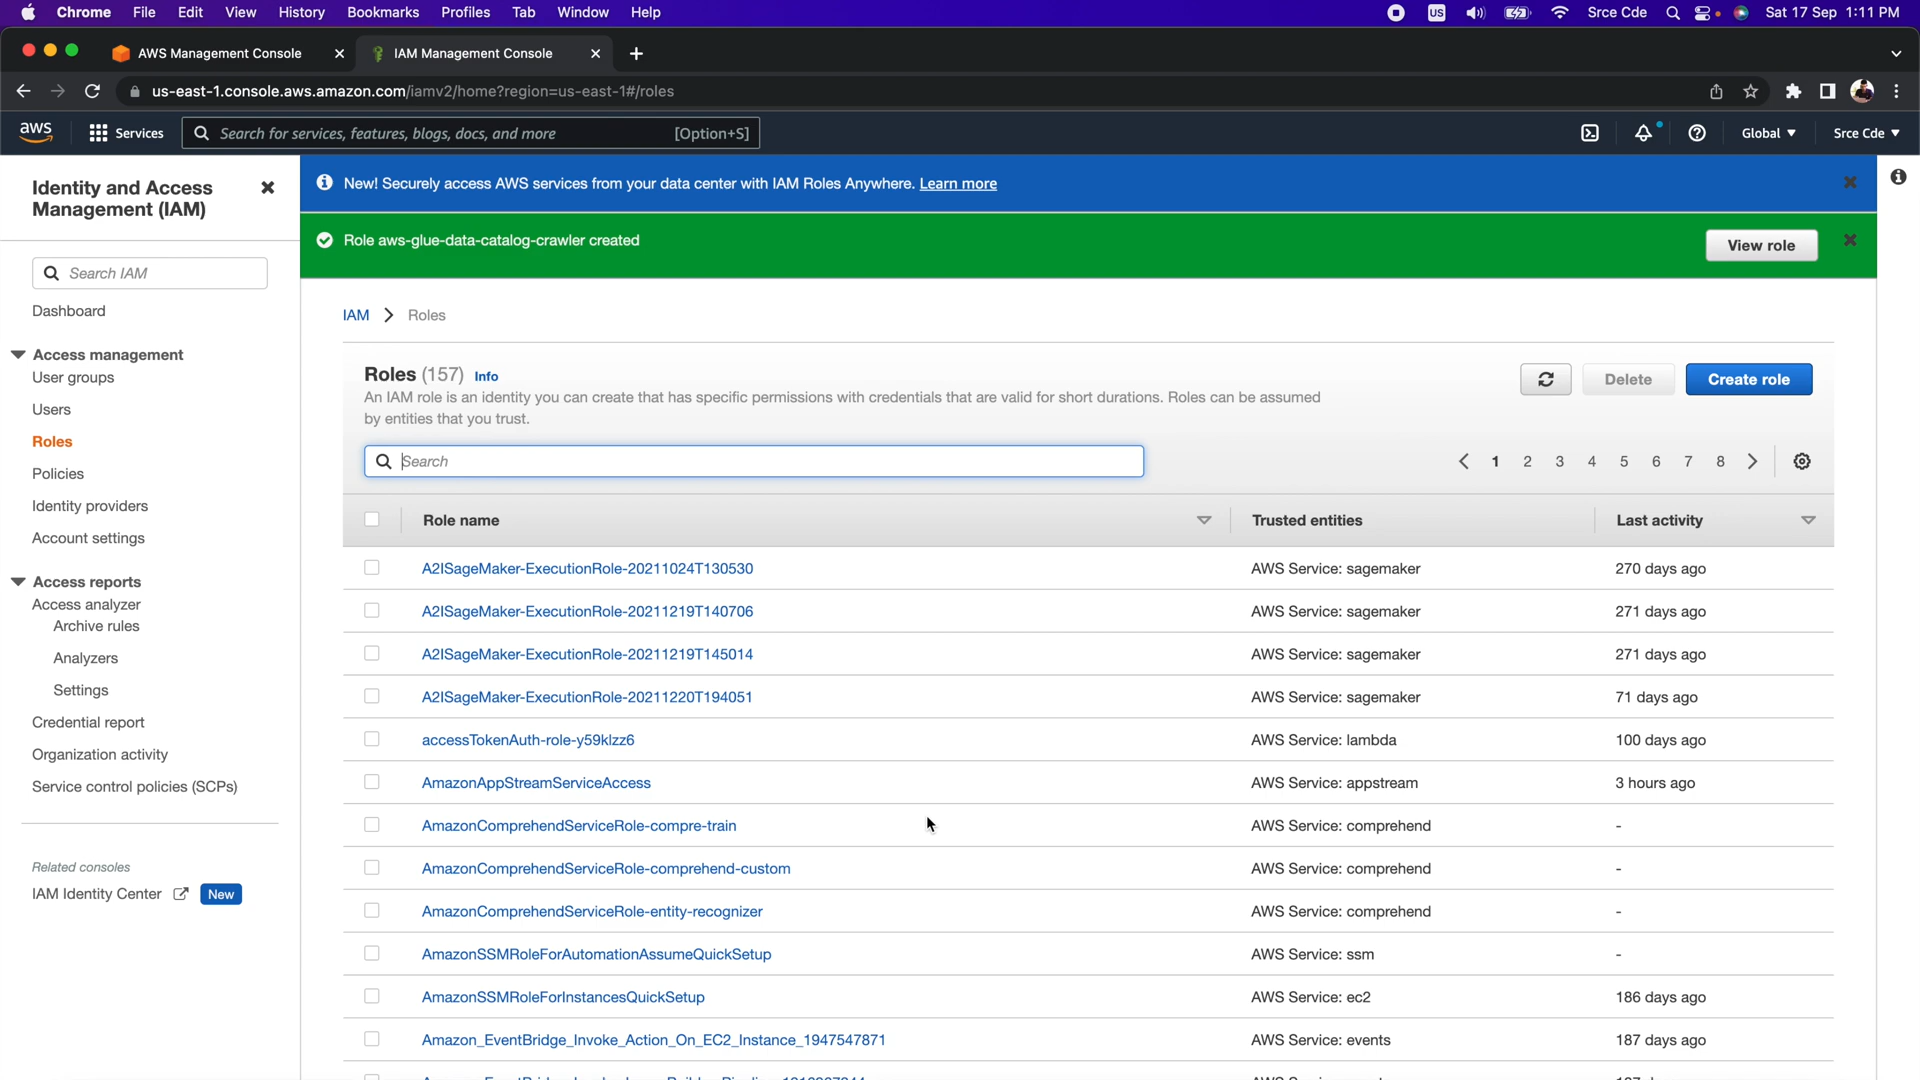 Chrome File Edit View History Bookmarks Profiles Tab Window Help
US Srce Cde Sat 17 Sep 1:11 PM
AWS Management Console
IAM Management Console
us-east-1.console.aws.amazon.com/iamv2/home?region=us-east-1#/roles
aws Services Search for services, features, blogs, docs, and more [Option+S] Global Srce Cde
Identity and Access
Management (IAM)
Search IAM
Dashboard
Access management
User groups
Users
Roles
Policies
Identity providers
Account settings
Access reports
Access analyzer
Archive rules
Analyzers
Settings
Credential report
Organization activity
Service control policies (SCPs)
Related consoles
IAM Identity Center New
New! Securely access AWS services from your data center with IAM Roles Anywhere. Learn more
Role aws-glue-data-catalog-crawler created View role
IAM > Roles
Roles (157) Info
Delete Create role
An IAM role is an identity you can create that has specific permissions with credentials that are valid for short durations. Roles can be assumed
by entities that you trust.
Search 1 2 3 4 5 6 7 8
Role name Trusted entities Last activity
A2ISageMaker-ExecutionRole-20211024T130530 AWS Service: sagemaker 270 days ago
A2ISageMaker-ExecutionRole-20211219T140706 AWS Service: sagemaker 271 days ago
A2ISageMaker-ExecutionRole-20211219T145014 AWS Service: sagemaker 271 days ago
A2ISageMaker-ExecutionRole-20211220T194051 AWS Service: sagemaker 71 days ago
accessTokenAuth-role-y59klzz6 AWS Service: lambda 100 days ago
AmazonAppStreamServiceAccess AWS Service: appstream 3 hours ago
AmazonComprehendServiceRole-compre-train AWS Service: comprehend -
AmazonComprehendServiceRole-comprehend-custom AWS Service: comprehend -
AmazonComprehendServiceRole-entity-recognizer AWS Service: comprehend -
AmazonSSMRoleForAutomationAssumeQuickSetup AWS Service: ssm -
AmazonSSMRoleForInstancesQuickSetup AWS Service: ec2 186 days ago
Amazon_EventBridge_Invoke_Action_On_EC2_Instance_1947547871 AWS Service: events 187 days ago